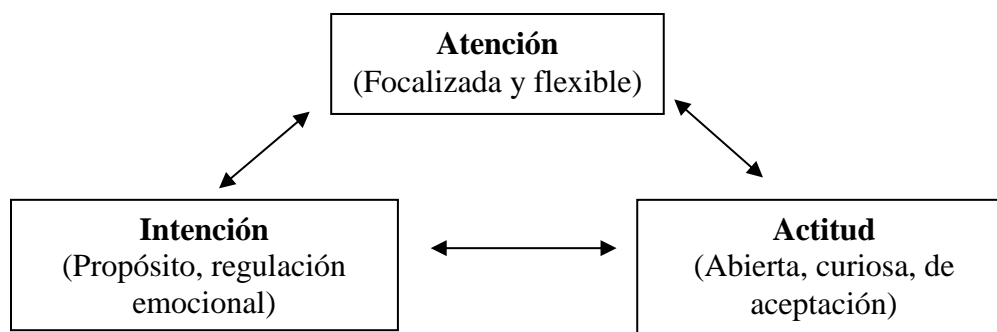 Atención
(Focalizada y flexible)
Intención
(Propósito, regulación
emocional)
Actitud
(Abierta, curiosa, de
aceptación)